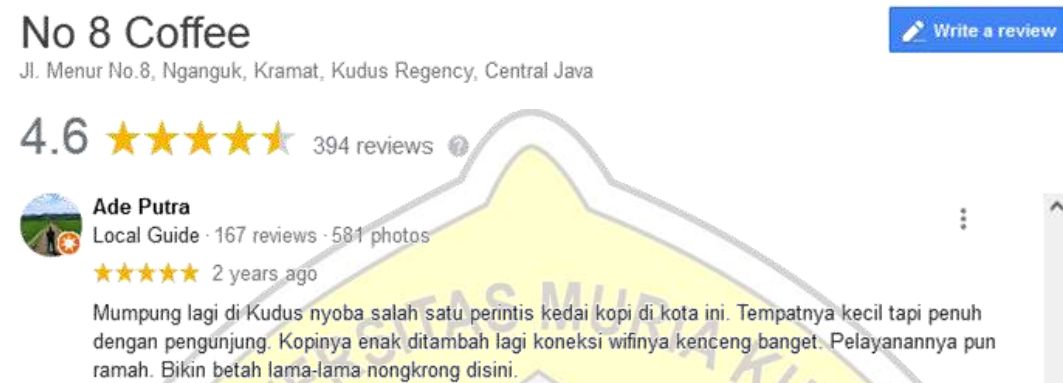 No 8 Coffee
Write a review
Jl. Menur No.8, Nganguk, Kramat, Kudus Regency, Central Java
4.6 394 reviews ?
Ade Putra
Local Guide · 167 reviews · 581 photos
2 years ago
Mumpung lagi di Kudus nyoba salah satu perintis kedai kopi di kota ini. Tempatnya kecil tapi penuh
dengan pengunjung. Kopinya enak ditambah lagi koneksi wifinya kenceng banget. Pelayanannya pun
ramah. Bikin betah lama-lama nongkrong disini.